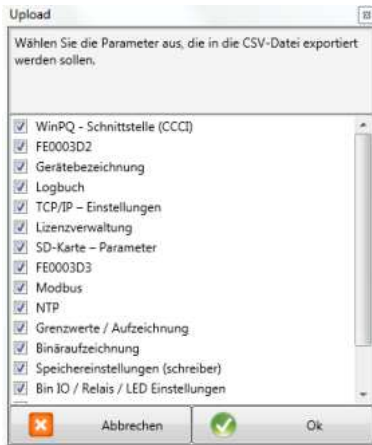 Upload
Wählen Sie die Parameter aus, die in die CSV-Datei exportiert
werden sollen.
WinPQ - Schnittstelle (CCCI)
FE0003D2
Gerätebezeichnung
Logbuch
TCP/IP – Einstellungen
Lizenzverwaltung
SD-Karte – Parameter
FE0003D3
Modbus
NTP
Grenzwerte / Aufzeichnung
Binäraufzeichnung
Speichereinstellungen (schreiber)
Bin IO / Relais / LED Einstellungen
Abbrechen
Ok